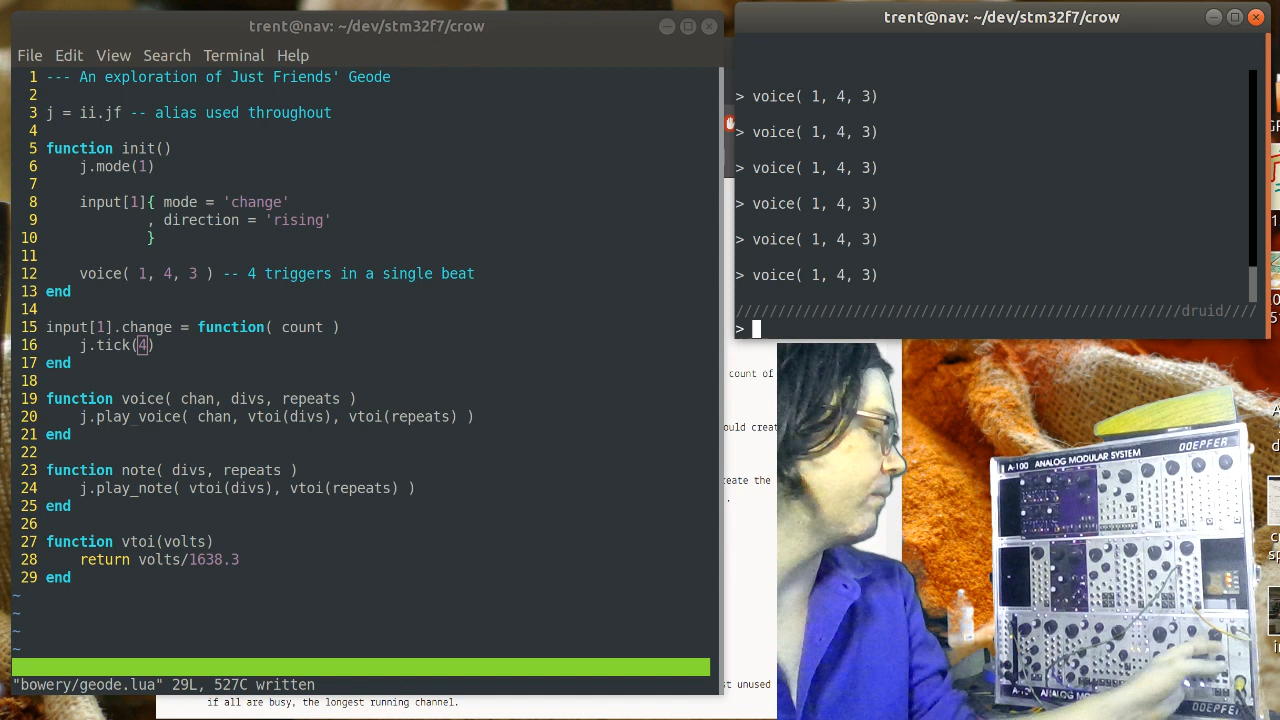 trent@nav: ~/dev/stm32f7/crow
File Edit View Search Terminal Help
1 --- An exploration of Just Friends' Geode
2
3 j = ii.jf -- alias used throughout
4
5 function init()
6 j.mode(1)
7
8 input[1]{ mode = 'change'
9 , direction = 'rising'
10 }
11
12 voice( 1, 4, 3 ) -- 4 triggers in a single beat
13 end
14
15 input[1].change = function( count )
16 j.tick(4)
17 end
18
19 function voice( chan, divs, repeats )
20 j.play_voice( chan, vtoi(divs), vtoi(repeats) )
21 end
22
23 function note( divs, repeats )
24 j.play_note( vtoi(divs), vtoi(repeats) )
25 end
26
27 function vtoi(volts)
28 return volts/1638.3
29 end
~
~
~
~
"bowery/geode.lua" 29L, 527C written
trent@nav: ~/dev/stm32f7/crow
> voice( 1, 4, 3)
> voice( 1, 4, 3)
> voice( 1, 4, 3)
> voice( 1, 4, 3)
> voice( 1, 4, 3)
> voice( 1, 4, 3)
/////////////////////////////////////////////////////druid////
>
count of
unused
if all are busy, the longest running channel.
A-100 ANALOG MODULAR SYSTEM DOEPFER
ANALOG MODULAR
DOEPFER